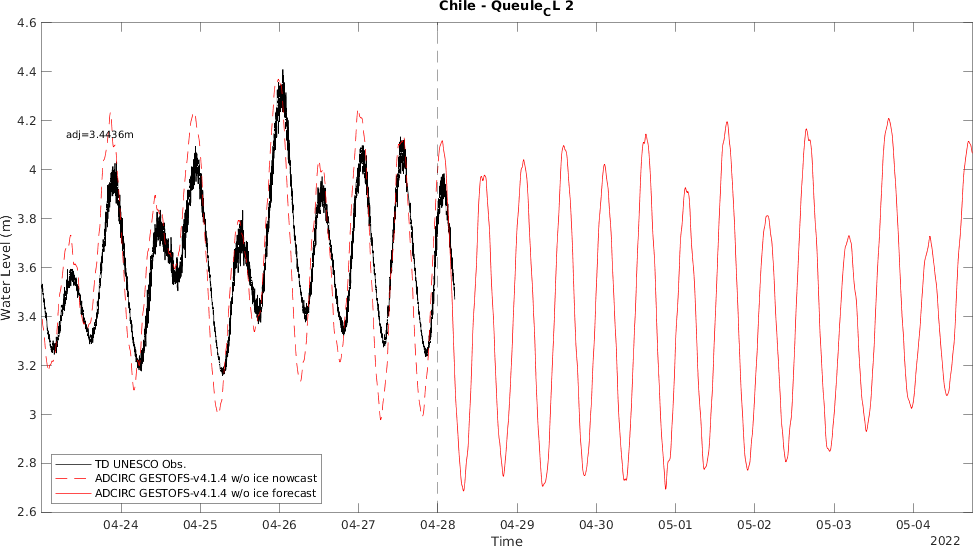 Chile - Queule_CL 2
4.6
4.4
4.2
4
3.8
3.6
3.4
3.2
3
2.8
2.6
Water Level (m)
adj=3.4436m
TD UNESCO Obs.
ADCIRC GESTOFS-v4.1.4 w/o ice nowcast
ADCIRC GESTOFS-v4.1.4 w/o ice forecast
04-24 04-25 04-26 04-27 04-28 04-29 04-30 05-01 05-02 05-03 05-04
Time
2022